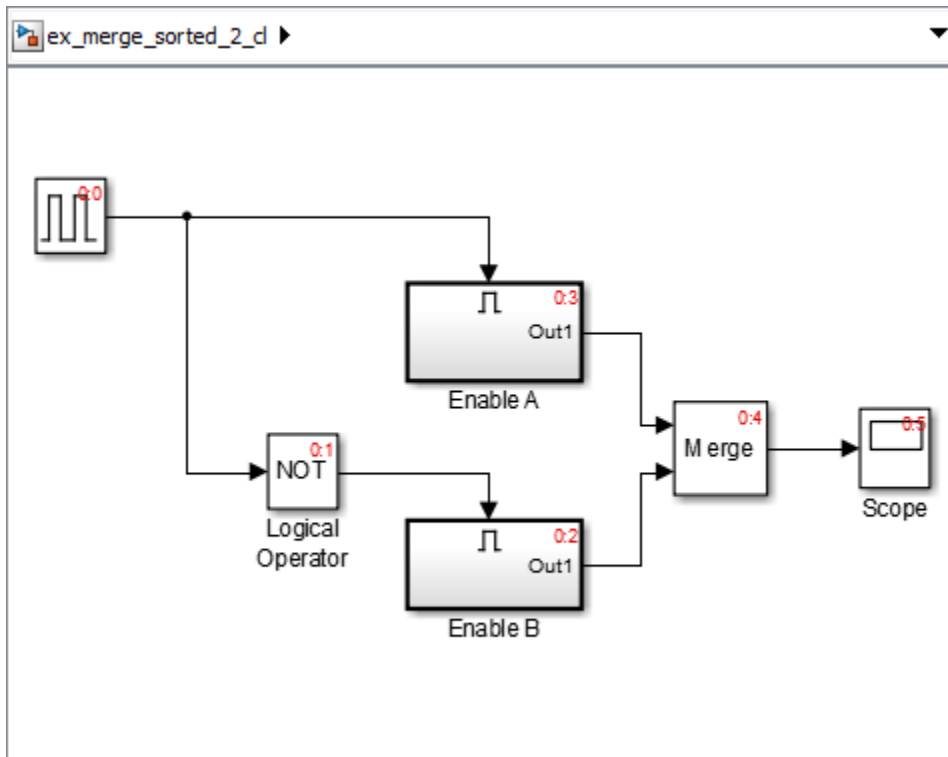 ex_merge_sorted_2_cl
0:0
0:3
Out1
Enable A
0:4
Merge
0:5
Scope
0:1
NOT
Logical
Operator
0:2
Out1
Enable B